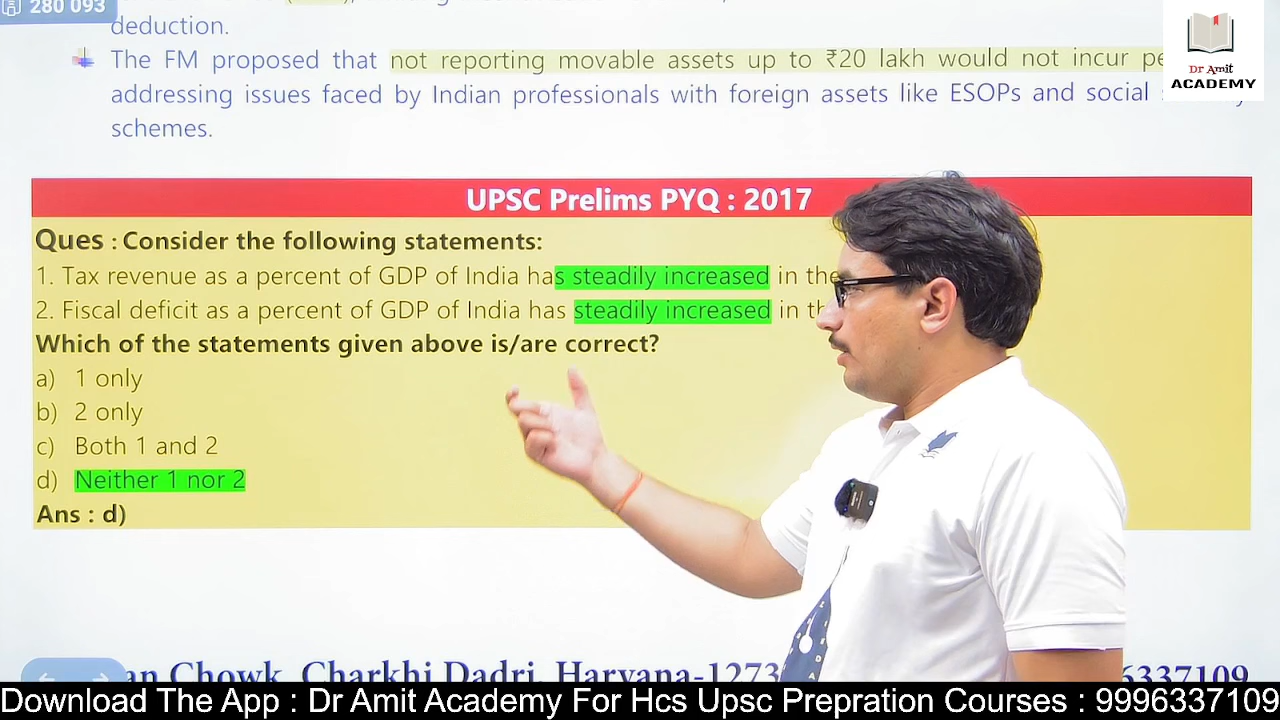 280 093
deduction.
The FM proposed that not reporting movable assets up to ₹20 lakh would not incur
addressing issues faced by Indian professionals with foreign assets like ESOPs and social
schemes.
Dr Amit
ACADEMY
UPSC Prelims PYQ : 2017
Ques : Consider the following statements:
1. Tax revenue as a percent of GDP of India has steadily increased in the
2. Fiscal deficit as a percent of GDP of India has steadily increased in
Which of the statements given above is/are correct?
a) 1 only
b) 2 only
c) Both 1 and 2
d) Neither 1 nor 2
Ans : d)
Chowk, Charkhi Dadri, Haryana-1273 6337109
Download The App : Dr Amit Academy For Hcs Upsc Prepration Courses : 9996337109